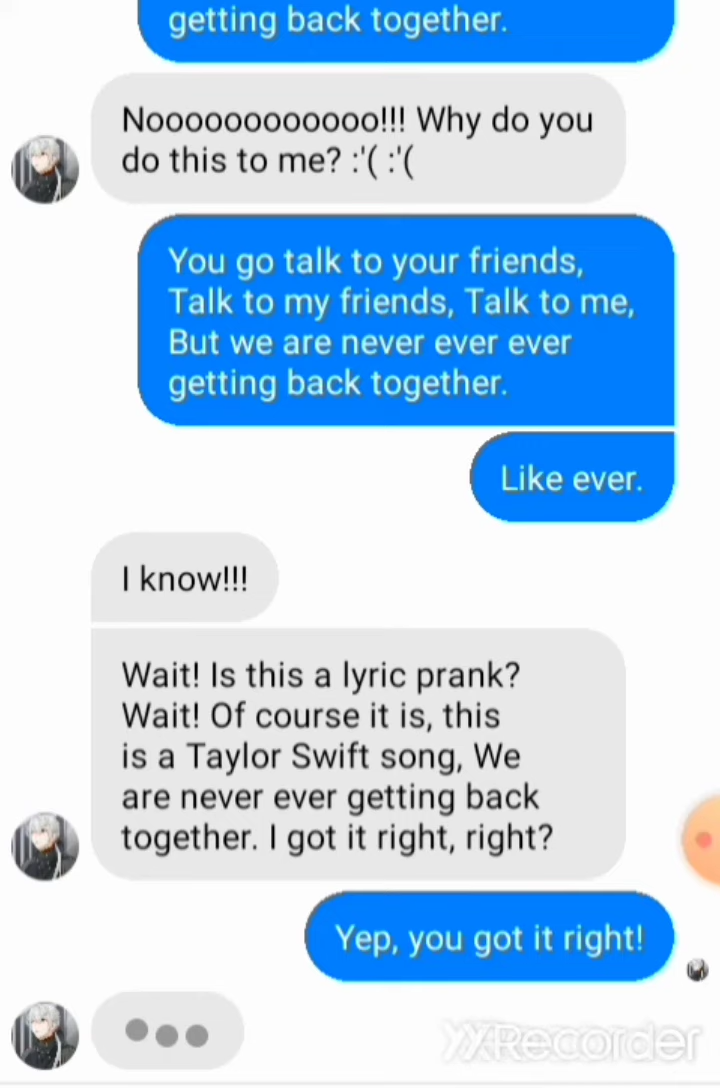 getting back together.
Noooooooooooo!!! Why do you
do this to me? :'( :'(
You go talk to your friends,
Talk to my friends, Talk to me,
But we are never ever ever
getting back together.
Like ever.
I know!!!
Wait! Is this a lyric prank?
Wait! Of course it is, this
is a Taylor Swift song, We
are never ever getting back
together. I got it right, right?
Yep, you got it right!
XRecorder